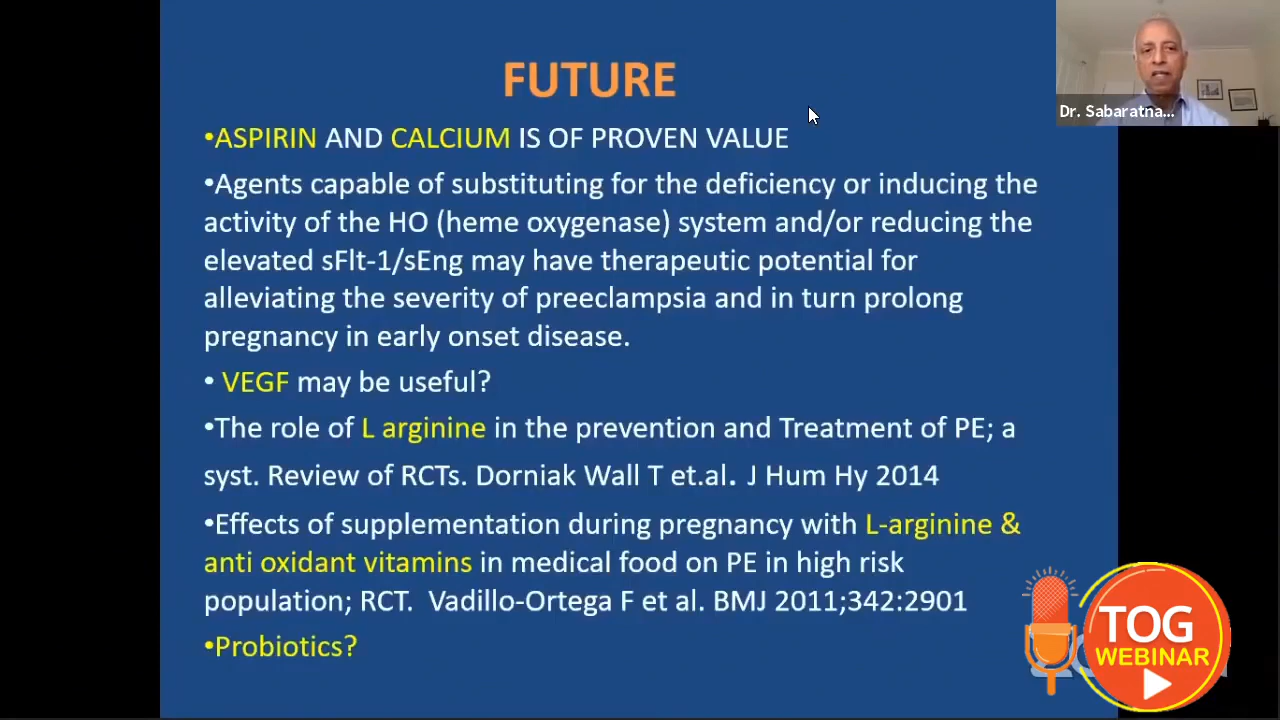 FUTURE
Dr. Sabaratna...
•ASPIRIN AND CALCIUM IS OF PROVEN VALUE
•Agents capable of substituting for the deficiency or inducing the
activity of the HO (heme oxygenase) system and/or reducing the
elevated sFlt-1/sEng may have therapeutic potential for
alleviating the severity of preeclampsia and in turn prolong
pregnancy in early onset disease.
• VEGF may be useful?
•The role of L arginine in the prevention and Treatment of PE; a
syst. Review of RCTs. Dorniak Wall T et.al. J Hum Hy 2014
•Effects of supplementation during pregnancy with L-arginine &
anti oxidant vitamins in medical food on PE in high risk
population; RCT. Vadillo-Ortega F et al. BMJ 2011;342:2901
•Probiotics?
TOG
WEBINAR